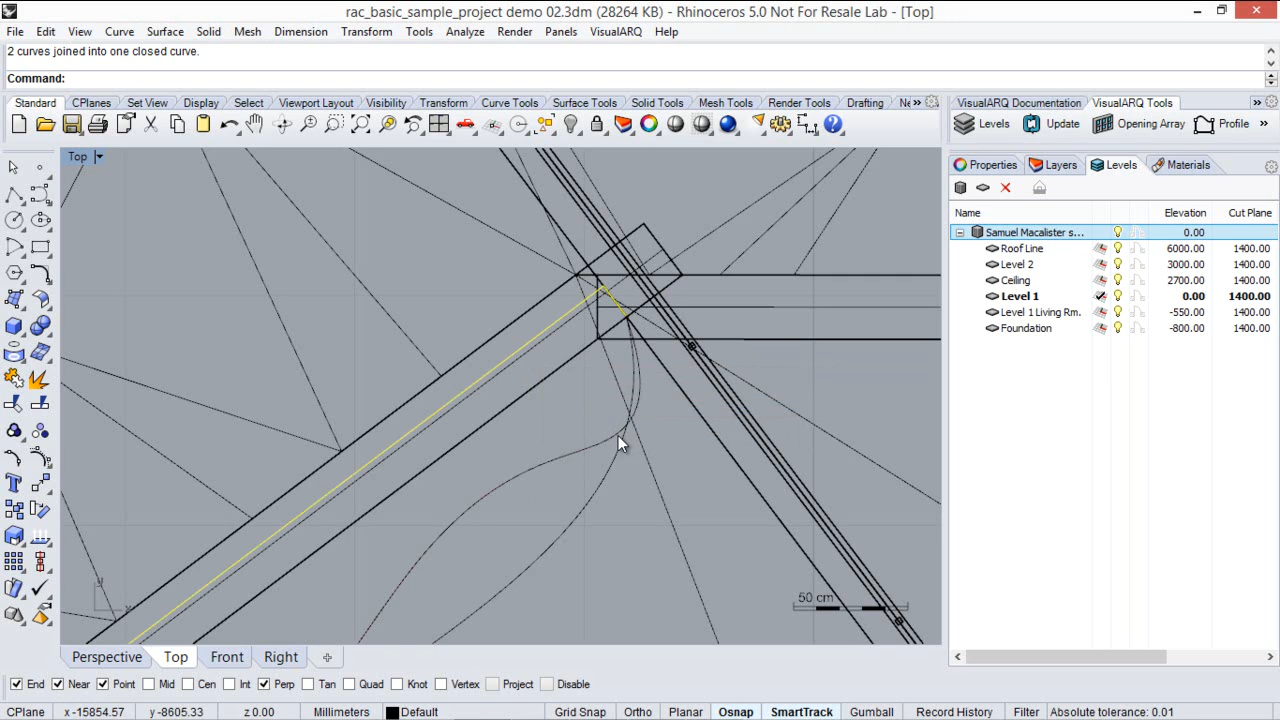 rac_basic_sample_project demo 02.3dm (28264 KB) - Rhinoceros 5.0 Not For Resale Lab - [Top]
File Edit View Curve Surface Solid Mesh Dimension Transform Tools Analyze Render Panels VisualARQ Help
2 curves joined into one closed curve.
Command:
Standard CPlanes Set View Display Select Viewport Layout Visibility Transform Curve Tools Surface Tools Solid Tools Mesh Tools Render Tools Drafting Ne »
VisualARQ Documentation VisualARQ Tools »
Levels Update Opening Array Profile »
Top
Properties Layers Levels Materials
Name Elevation Cut Plane
Samuel Macalister s... 0.00
Roof Line 6000.00 1400.00
Level 2 3000.00 1400.00
Ceiling 2700.00 1400.00
Level 1 0.00 1400.00
Level 1 Living Rm. -550.00 1400.00
Foundation -800.00 1400.00
y
x
50 cm
Perspective Top Front Right
End Near Point Mid Cen Int Perp Tan Quad Knot Vertex Project Disable
CPlane x -15854.57 y -8605.33 z 0.00 Millimeters Default Grid Snap Ortho Planar Osnap SmartTrack Gumball Record History Filter Absolute tolerance: 0.01